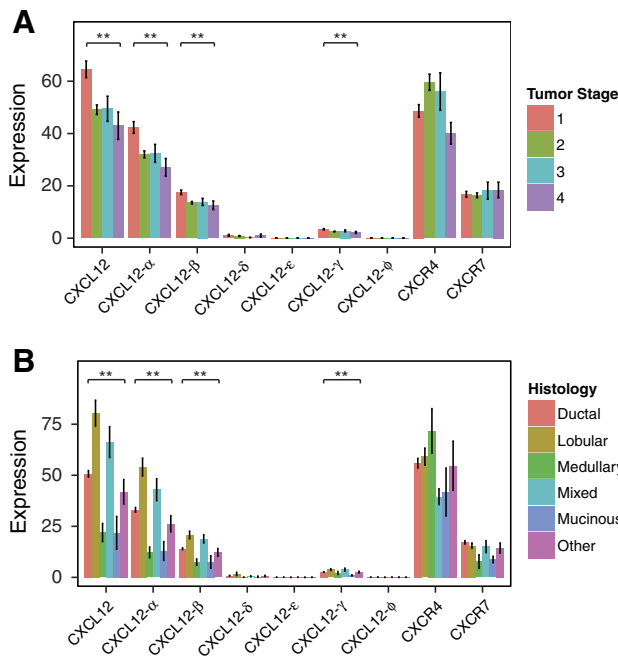 A
** ** ** **
Expression
60
40
20
0
CXCL12
CXCL12-α
CXCL12-β
CXCL12-δ
CXCL12-ε
CXCL12-γ
CXCL12-ϕ
CXCR4
CXCR7
Tumor Stage
1
2
3
4
B
** ** ** **
Expression
75
50
25
0
CXCL12
CXCL12-α
CXCL12-β
CXCL12-δ
CXCL12-ε
CXCL12-γ
CXCL12-ϕ
CXCR4
CXCR7
Histology
Ductal
Lobular
Medullary
Mixed
Mucinous
Other